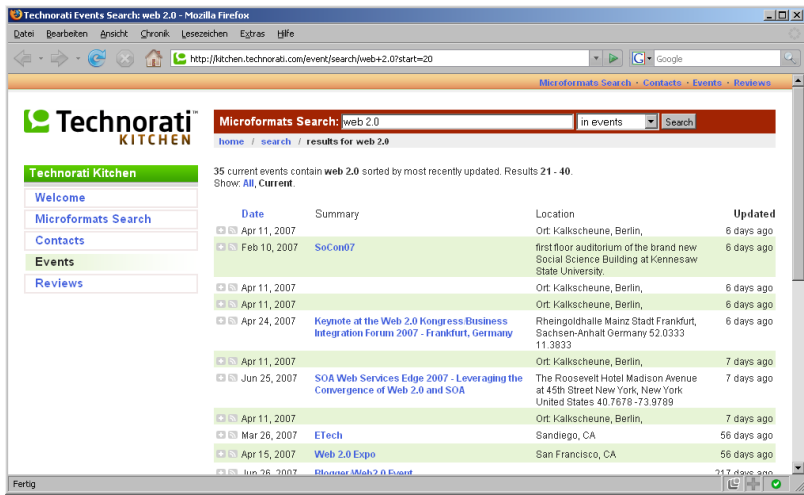 Technorati Events Search: web 2.0 - Mozilla Firefox
Datei Bearbeiten Ansicht Chronik Lesezeichen Extras Hilfe
http://kitchen.technorati.com/event/search/web+2.0?start=20
G Google
Microformats Search · Contacts · Events · Reviews
Technorati™
KITCHEN
Microformats Search: web 2.0 in events Search
home / search / results for web 2.0
35 current events contain web 2.0 sorted by most recently updated. Results 21 - 40.
Show: All, Current.
Technorati Kitchen
Welcome
Microformats Search
Contacts
Events
Reviews
Date Summary Location Updated
Apr 11, 2007 Ort: Kalkscheune, Berlin, 6 days ago
Feb 10, 2007 SoCon07 first floor auditorium of the brand new 6 days ago
Social Science Building at Kennesaw
State University.
Apr 11, 2007 Ort: Kalkscheune, Berlin, 6 days ago
Apr 11, 2007 Ort: Kalkscheune, Berlin, 6 days ago
Apr 24, 2007 Keynote at the Web 2.0 Kongress/Business Rheingoldhalle Mainz Stadt Frankfurt, 6 days ago
Integration Forum 2007 - Frankfurt, Germany Sachsen-Anhalt Germany 52.0333
11.3833
Apr 11, 2007 Ort: Kalkscheune, Berlin, 7 days ago
Jun 25, 2007 SOA Web Services Edge 2007 - Leveraging the The Roosevelt Hotel Madison Avenue 7 days ago
Convergence of Web 2.0 and SOA at 45th Street New York, New York
United States 40.7678 -73.9789
Apr 11, 2007 Ort: Kalkscheune, Berlin, 7 days ago
Mar 26, 2007 ETech Sandiego, CA 56 days ago
Apr 15, 2007 Web 2.0 Expo San Francisco, CA 56 days ago
Jun 26, 2007 Blogger/Web2.0 Event 217 days ago
Fertig